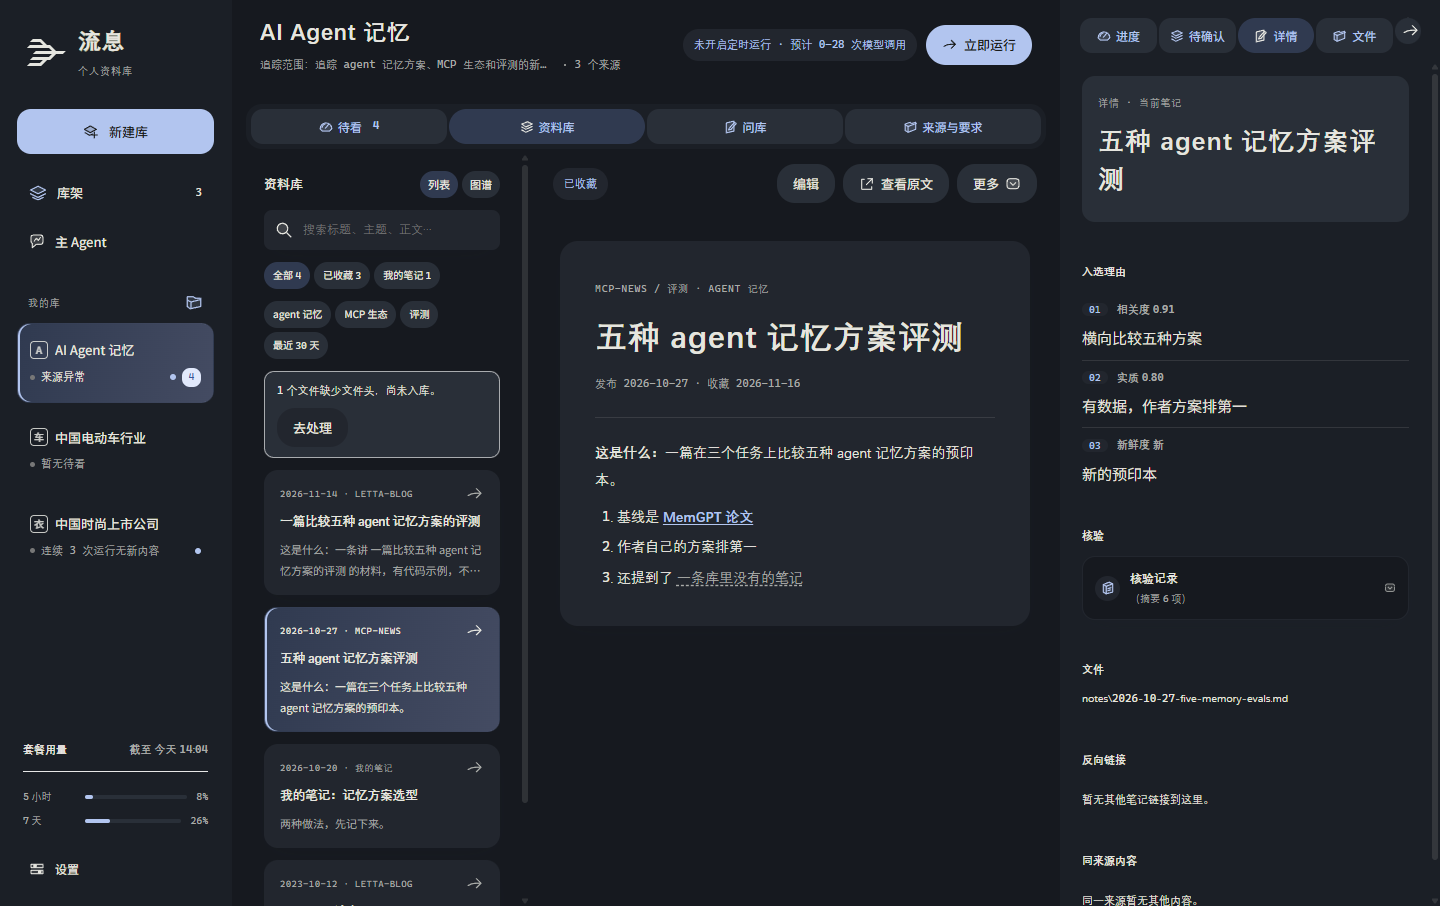 流息
个人资料库
新建库
库架 3
主 Agent
我的库
A AI Agent 记忆
来源异常 4
车 中国电动车行业
暂无待看
衣 中国时尚上市公司
连续 3 次运行无新内容
套餐用量 截至 今天 14:04
5 小时 8%
7 天 26%
设置
AI Agent 记忆
追踪范围：追踪 agent 记忆方案、MCP 生态和评测的新… · 3 个来源
未开启定时运行 · 预计 0–28 次模型调用
立即运行
待看 4
资料库
问库
来源与要求
资料库
列表 图谱
搜索标题、主题、正文…
全部 4 已收藏 3 我的笔记 1
agent 记忆 MCP 生态 评测
最近 30 天
1 个文件缺少文件头，尚未入库。
去处理
2026-11-14 · LETTA-BLOG
一篇比较五种 agent 记忆方案的评测
这是什么：一条讲 一篇比较五种 agent 记
忆方案的评测 的材料，有代码示例，不…
2026-10-27 · MCP-NEWS
五种 agent 记忆方案评测
这是什么：一篇在三个任务上比较五种
agent 记忆方案的预印本。
2026-10-20 · 我的笔记
我的笔记：记忆方案选型
两种做法，先记下来。
2023-10-12 · LETTA-BLOG
已收藏
编辑
查看原文
更多
MCP-NEWS / 评测 · AGENT 记忆
五种 agent 记忆方案评测
发布 2026-10-27 · 收藏 2026-11-16
这是什么：一篇在三个任务上比较五种 agent 记忆方案的预印
本。
1. 基线是 MemGPT 论文
2. 作者自己的方案排第一
3. 还提到了 一条库里没有的笔记
进度
待确认
详情
文件
详情 · 当前笔记
五种 agent 记忆方案评
测
入选理由
01 相关度 0.91
横向比较五种方案
02 实质 0.80
有数据，作者方案排第一
03 新鲜度 新
新的预印本
核验
核验记录
（摘要 6 项）
文件
notes\2026-10-27-five-memory-evals.md
反向链接
暂无其他笔记链接到这里。
同来源内容
同一来源暂无其他内容。